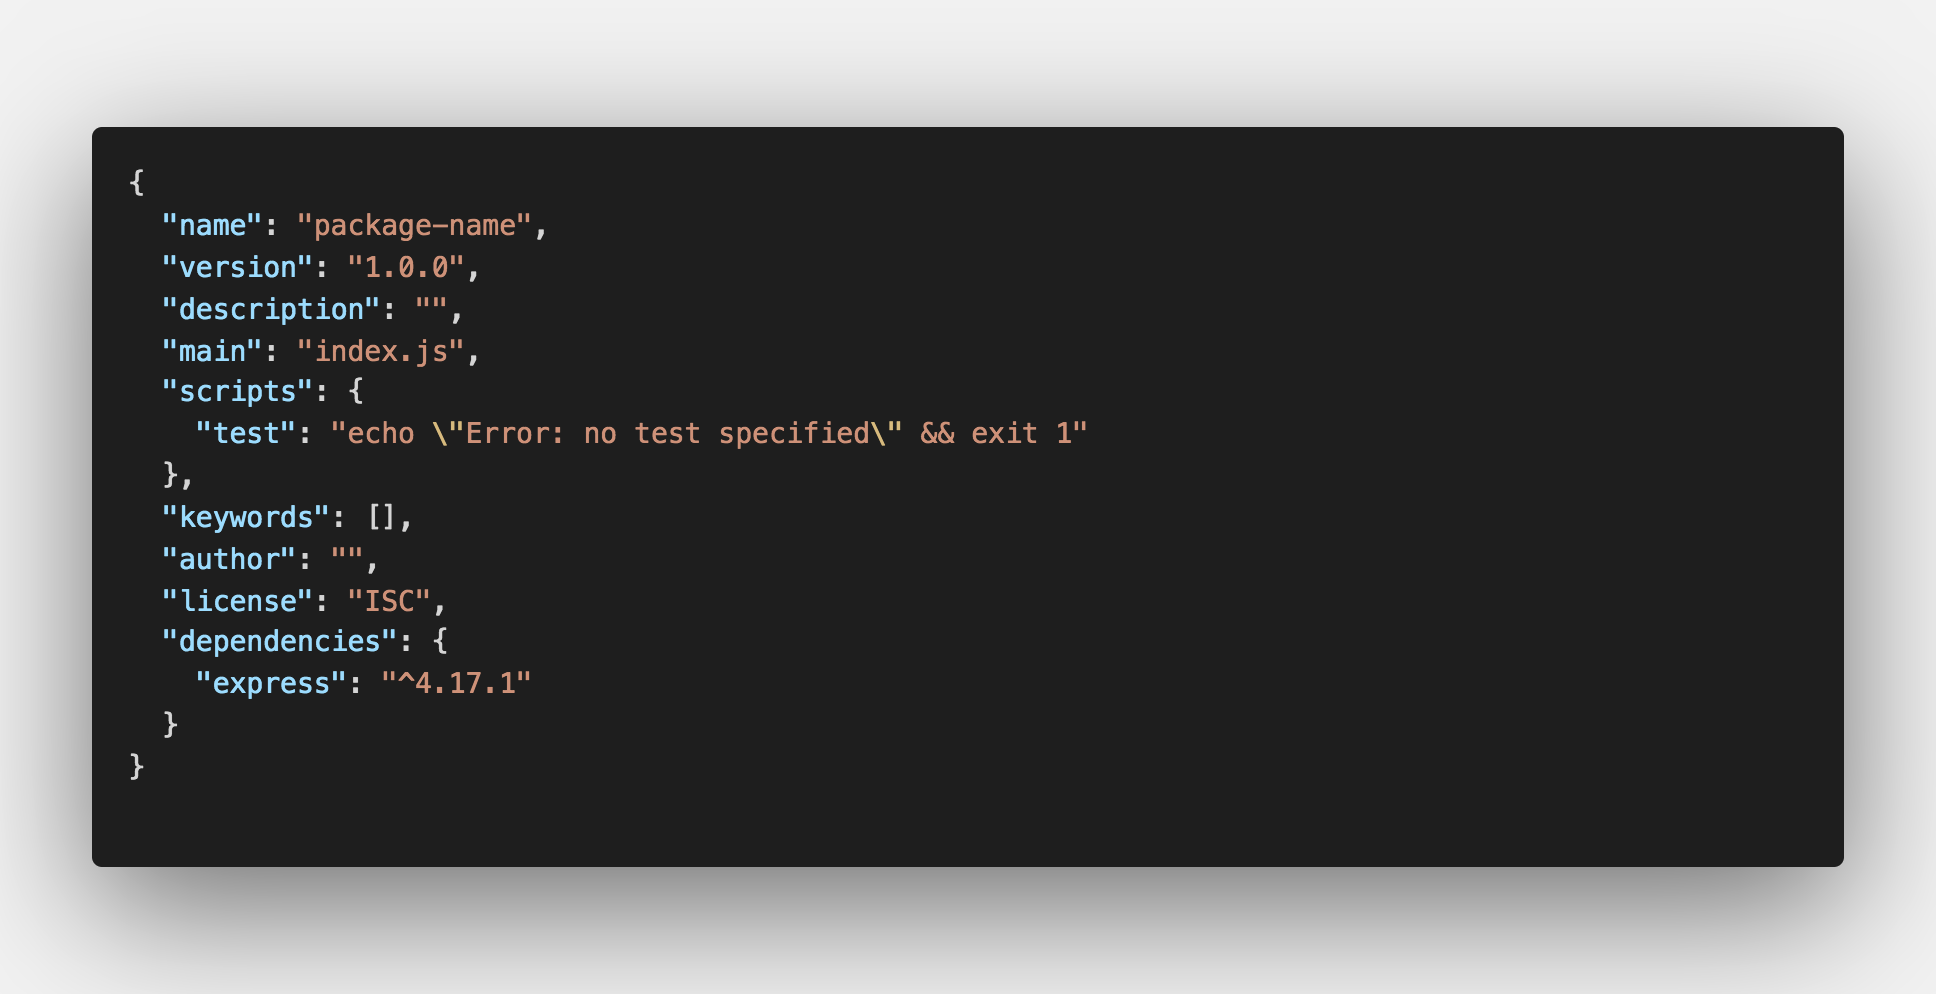 {
  "name": "package-name",
  "version": "1.0.0",
  "description": "",
  "main": "index.js",
  "scripts": {
    "test": "echo \"Error: no test specified\" && exit 1"
  },
  "keywords": [],
  "author": "",
  "license": "ISC",
  "dependencies": {
    "express": "^4.17.1"
  }
}